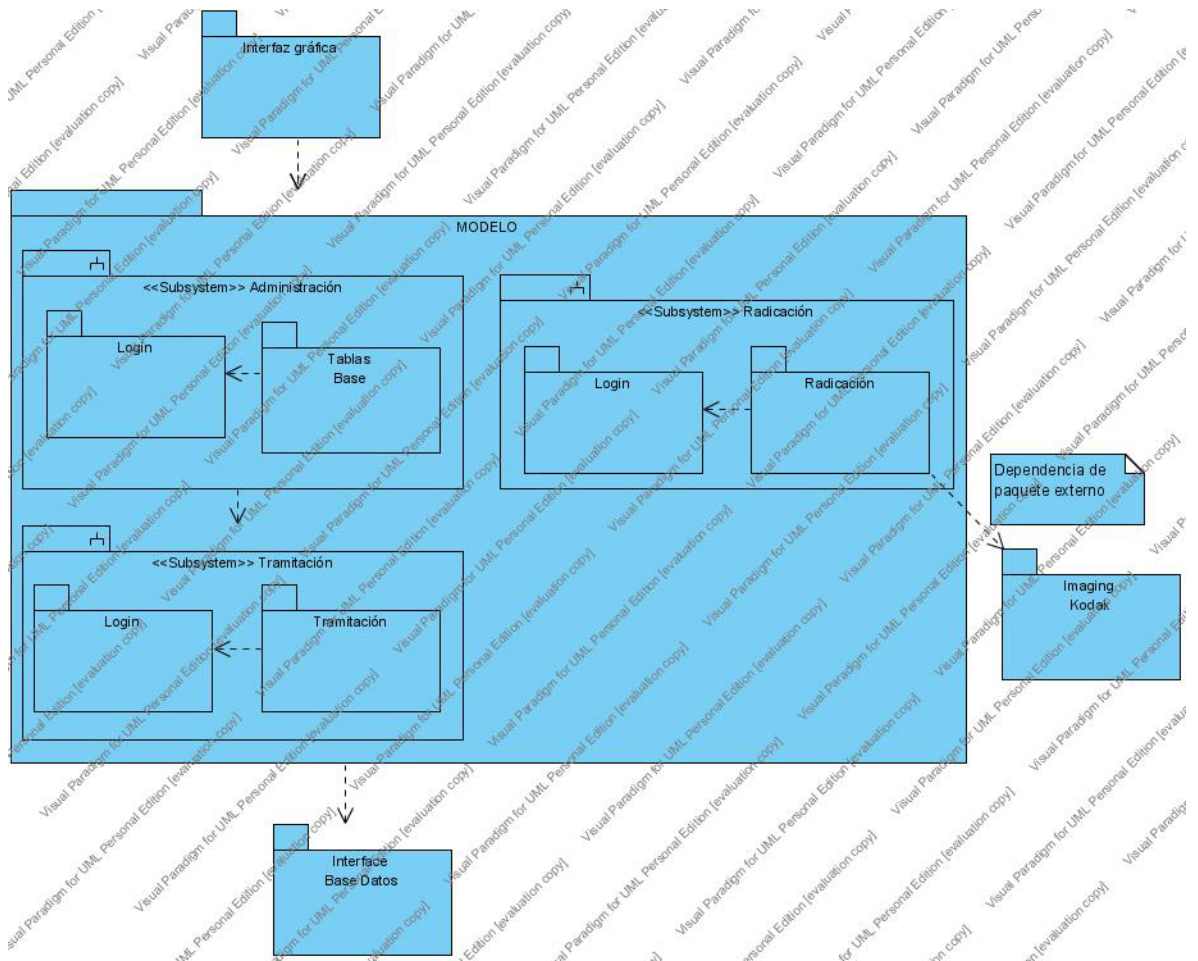 Interfaz gráfica
MODELO
<<Subsystem>> Administración
Login
Tablas
Base
<<Subsystem>> Radicación
Login
Radicación
Dependencia de
paquete externo
<<Subsystem>> Tramitación
Login
Tramitación
Imaging
Kodak
Interface
Base Datos
Visual Paradigm for UML Personal Edition [evaluation copy]